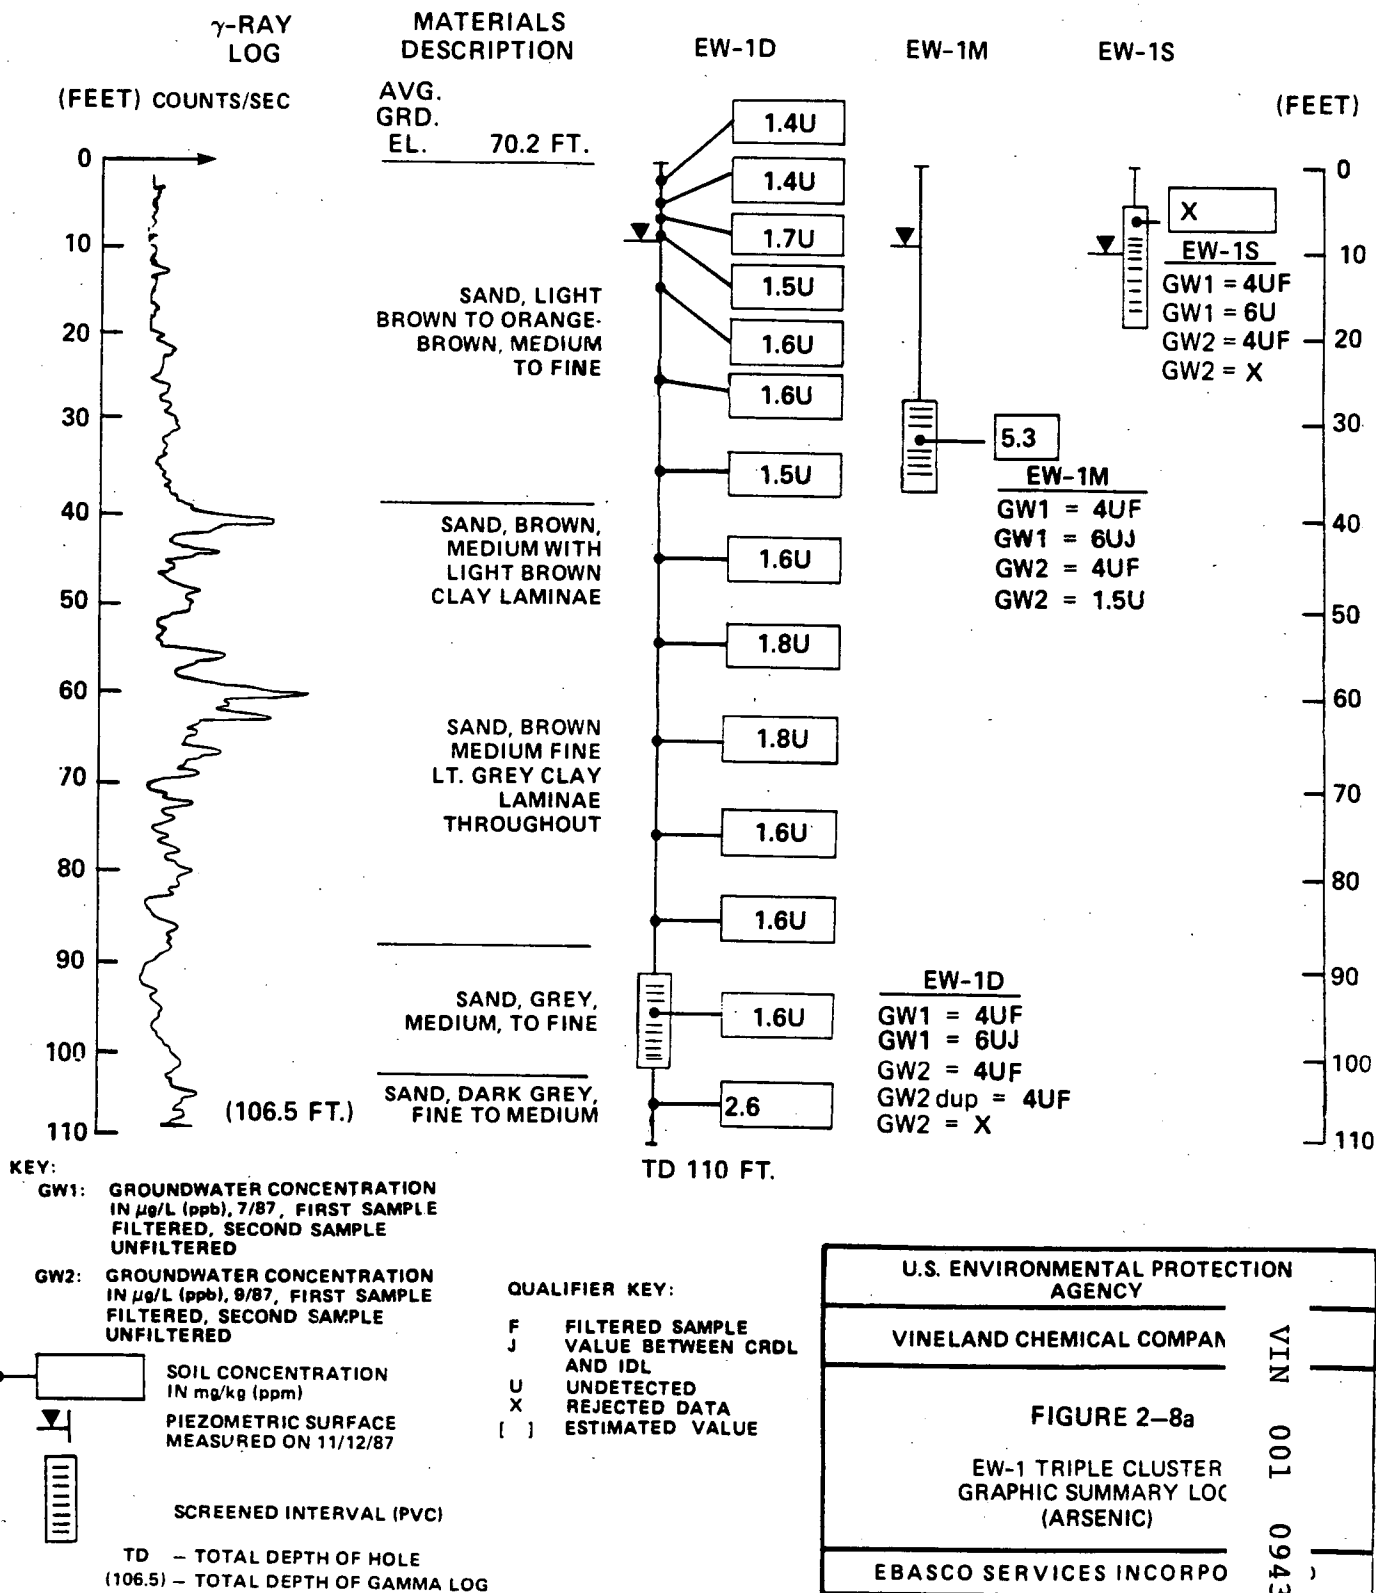 γ-RAY
LOG
MATERIALS
DESCRIPTION
EW-1D
EW-1M
EW-1S
(FEET) COUNTS/SEC
AVG.
GRD.
EL. 70.2 FT.
(FEET)
0
10
20
30
40
50
60
70
80
90
100
110
(106.5 FT.)
SAND, LIGHT
BROWN TO ORANGE-
BROWN, MEDIUM
TO FINE
SAND, BROWN,
MEDIUM WITH
LIGHT BROWN
CLAY LAMINAE
SAND, BROWN
MEDIUM FINE
LT. GREY CLAY
LAMINAE
THROUGHOUT
SAND, GREY,
MEDIUM, TO FINE
SAND, DARK GREY,
FINE TO MEDIUM
1.4U
1.4U
1.7U
1.5U
1.6U
1.6U
1.5U
1.6U
1.8U
1.8U
1.6U
1.6U
1.6U
2.6
TD 110 FT.
EW-1D
GW1 = 4UF
GW1 = 6UJ
GW2 = 4UF
GW2 dup = 4UF
GW2 = X
5.3
EW-1M
GW1 = 4UF
GW1 = 6UJ
GW2 = 4UF
GW2 = 1.5U
X
EW-1S
GW1 = 4UF
GW1 = 6U
GW2 = 4UF
GW2 = X
0
10
20
30
40
50
60
70
80
90
100
110
KEY:
GW1: GROUNDWATER CONCENTRATION
IN µg/L (ppb), 7/87, FIRST SAMPLE
FILTERED, SECOND SAMPLE
UNFILTERED
GW2: GROUNDWATER CONCENTRATION
IN µg/L (ppb), 9/87, FIRST SAMPLE
FILTERED, SECOND SAMPLE
UNFILTERED
SOIL CONCENTRATION
IN mg/kg (ppm)
PIEZOMETRIC SURFACE
MEASURED ON 11/12/87
SCREENED INTERVAL (PVC)
TD – TOTAL DEPTH OF HOLE
(106.5) – TOTAL DEPTH OF GAMMA LOG
QUALIFIER KEY:
F FILTERED SAMPLE
J VALUE BETWEEN CRDL
AND IDL
U UNDETECTED
X REJECTED DATA
[ ] ESTIMATED VALUE
U.S. ENVIRONMENTAL PROTECTION
AGENCY
VINELAND CHEMICAL COMPAN
FIGURE 2–8a
EW-1 TRIPLE CLUSTER
GRAPHIC SUMMARY LOG
(ARSENIC)
EBASCO SERVICES INCORPO
VIN 001 0943